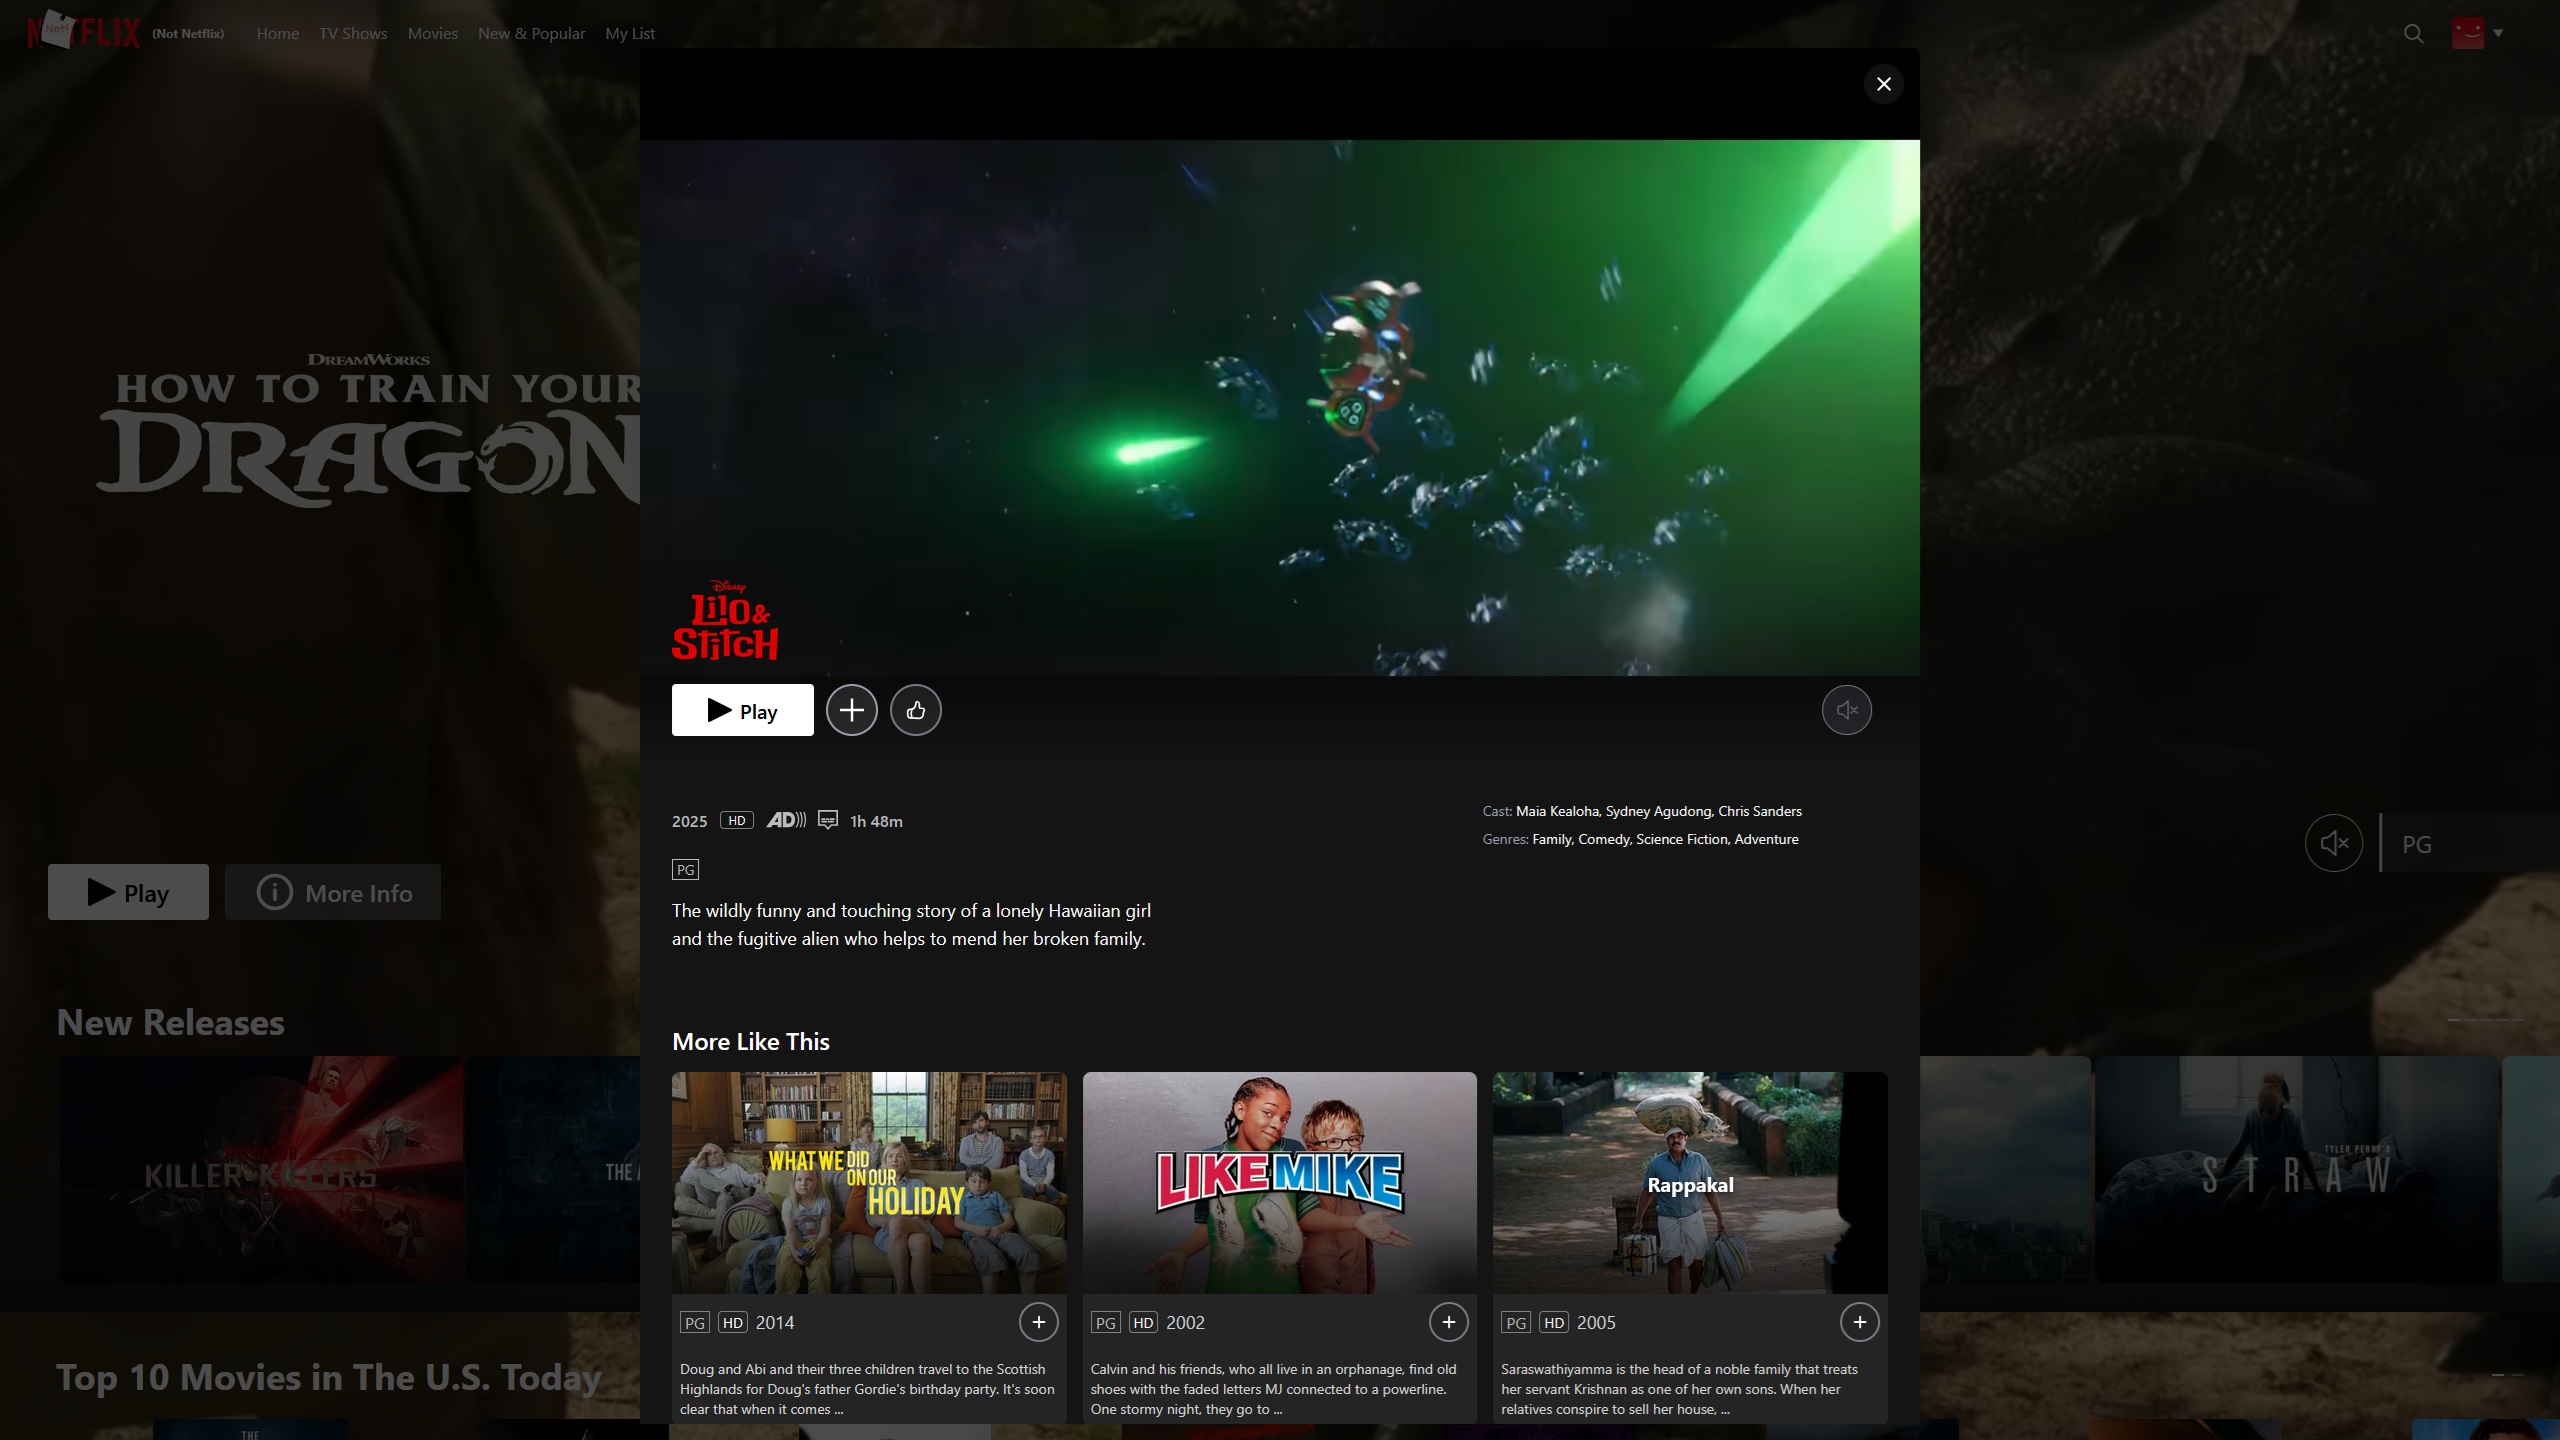 Not!
NETFLIX
(Not Netflix)
Home
TV Shows
Movies
New & Popular
My List
DREAMWORKS
HOW TO TRAIN YOUR
DRAGON
Disney
Lilo &
Stitch
Play
2025
HD
AD)))
1h 48m
Cast: Maia Kealoha, Sydney Agudong, Chris Sanders
Genres: Family, Comedy, Science Fiction, Adventure
PG
The wildly funny and touching story of a lonely Hawaiian girl
and the fugitive alien who helps to mend her broken family.
Play
More Info
PG
New Releases
KILLER OF KILLERS
THE A
TYLER PERRY'S
STRAW
More Like This
WHAT WE DID
ON OUR
HOLIDAY
LIKE MIKE
Rappakal
PG HD 2014
PG HD 2002
PG HD 2005
Doug and Abi and their three children travel to the Scottish
Highlands for Doug's father Gordie's birthday party. It's soon
clear that when it comes ...
Calvin and his friends, who all live in an orphanage, find old
shoes with the faded letters MJ connected to a powerline.
One stormy night, they go to ...
Saraswathiyamma is the head of a noble family that treats
her servant Krishnan as one of her own sons. When her
relatives conspire to sell her house, ...
Top 10 Movies in The U.S. Today
THE